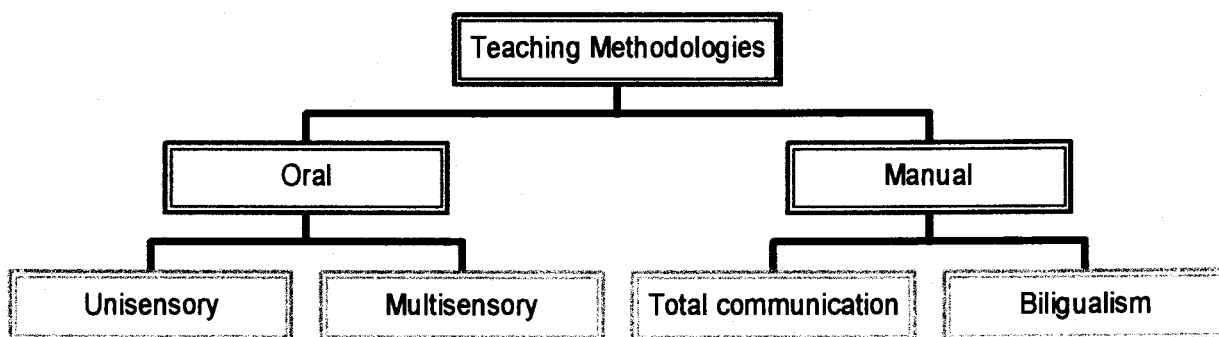 Teaching Methodologies
Oral
Manual
Unisensory
Multisensory
Total communication
Biligualism